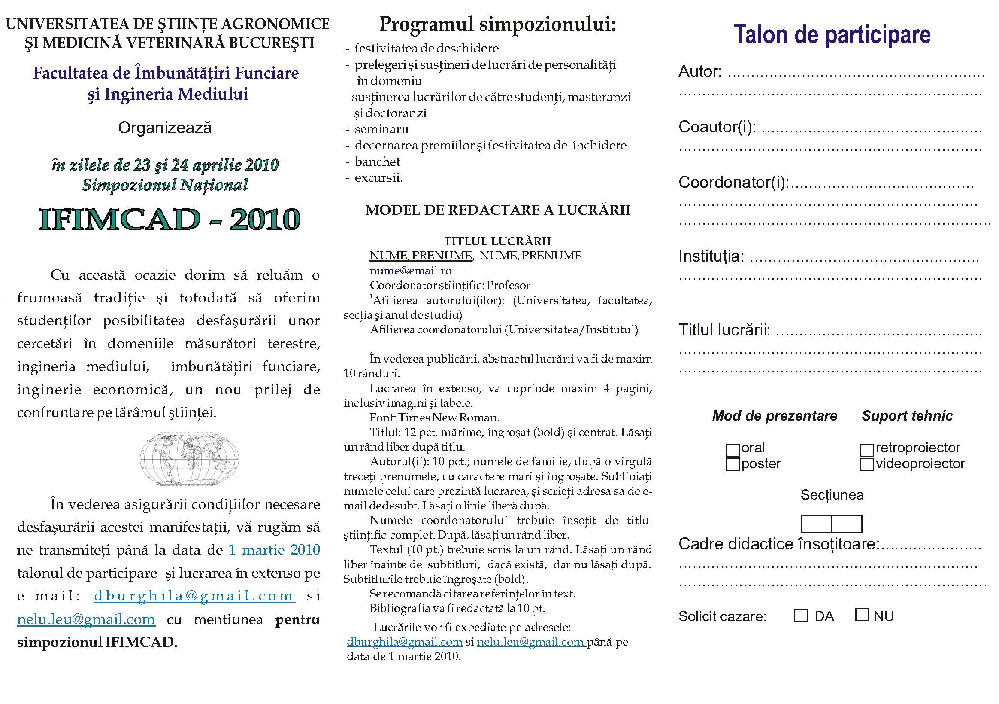 UNIVERSITATEA DE ŞTIINŢE AGRONOMICE
ŞI MEDICINĂ VETERINARĂ BUCUREŞTI
Facultatea de Îmbunătăţiri Funciare
şi Ingineria Mediului
Organizează
în zilele de 23 şi 24 aprilie 2010
Simpozionul Naţional
IFIMCAD - 2010
Cu această ocazie dorim să reluăm o
frumoasă tradiţie şi totodată să oferim
studenţilor posibilitatea desfăşurării unor
cercetări în domeniile măsurători terestre,
ingineria mediului, îmbunătăţiri funciare,
inginerie economică, un nou prilej de
confruntare pe tărâmul ştiinţei.
În vederea asigurării condiţiilor necesare
desfaşurării acestei manifestaţii, vă rugăm să
ne transmiteţi până la data de 1 martie 2010
talonul de participare şi lucrarea în extenso pe
e-mail: dburghila@gmail.com si
nelu.leu@gmail.com cu mentiunea pentru
simpozionul IFIMCAD.
Programul simpozionului:
- festivitatea de deschidere
- prelegeri şi susţineri de lucrări de personalităţi
în domeniu
- susţinerea lucrărilor de către studenţi, masteranzi
şi doctoranzi
- seminarii
- decernarea premiilor şi festivitatea de închidere
- banchet
- excursii.
MODEL DE REDACTARE A LUCRĂRII
TITLUL LUCRĂRII
NUME, PRENUME, NUME, PRENUME
nume@email.ro
Coordonator ştiinţific: Profesor
¹Afilierea autorului(ilor): (Universitatea, facultatea,
secţia şi anul de studiu)
Afilierea coordonatorului (Universitatea/Institutul)
În vederea publicării, abstractul lucrării va fi de maxim
10 rânduri.
Lucrarea în extenso, va cuprinde maxim 4 pagini,
inclusiv imagini şi tabele.
Font: Times New Roman.
Titlul: 12 pct. mărime, îngroşat (bold) şi centrat. Lăsaţi
un rând liber după titlu.
Autorul(ii): 10 pct.; numele de familie, după o virgulă
treceţi prenumele, cu caractere mari şi îngroşate. Subliniaţi
numele celui care prezintă lucrarea, şi scrieţi adresa sa de e-
mail dedesubt. Lăsaţi o linie liberă după.
Numele coordonatorului trebuie însoţit de titlul
ştiinţific complet. După, lăsaţi un rând liber.
Textul (10 pt.) trebuie scris la un rând. Lăsaţi un rând
liber înainte de subtitluri, dacă există, dar nu lăsaţi după.
Subtitlurile trebuie îngroşate (bold).
Se recomandă citarea referinţelor în text.
Bibliografia va fi redactată la 10 pt.
Lucrările vor fi expediate pe adresele:
dburghila@gmail.com si nelu.leu@gmail.com până pe
data de 1 martie 2010.
Talon de participare
Autor: ........................................................
..................................................................
Coautor(i): ................................................
..................................................................
Coordonator(i):........................................
.................................................................
....................................................................
Instituţia: ..................................................
..................................................................
Titlul lucrării: .............................................
..................................................................
..................................................................
Mod de prezentare Suport tehnic
oral retroproiector
poster videoproiector
Secţiunea
Cadre didactice însoţitoare:......................
.................................................................
...................................................................
Solicit cazare: DA NU